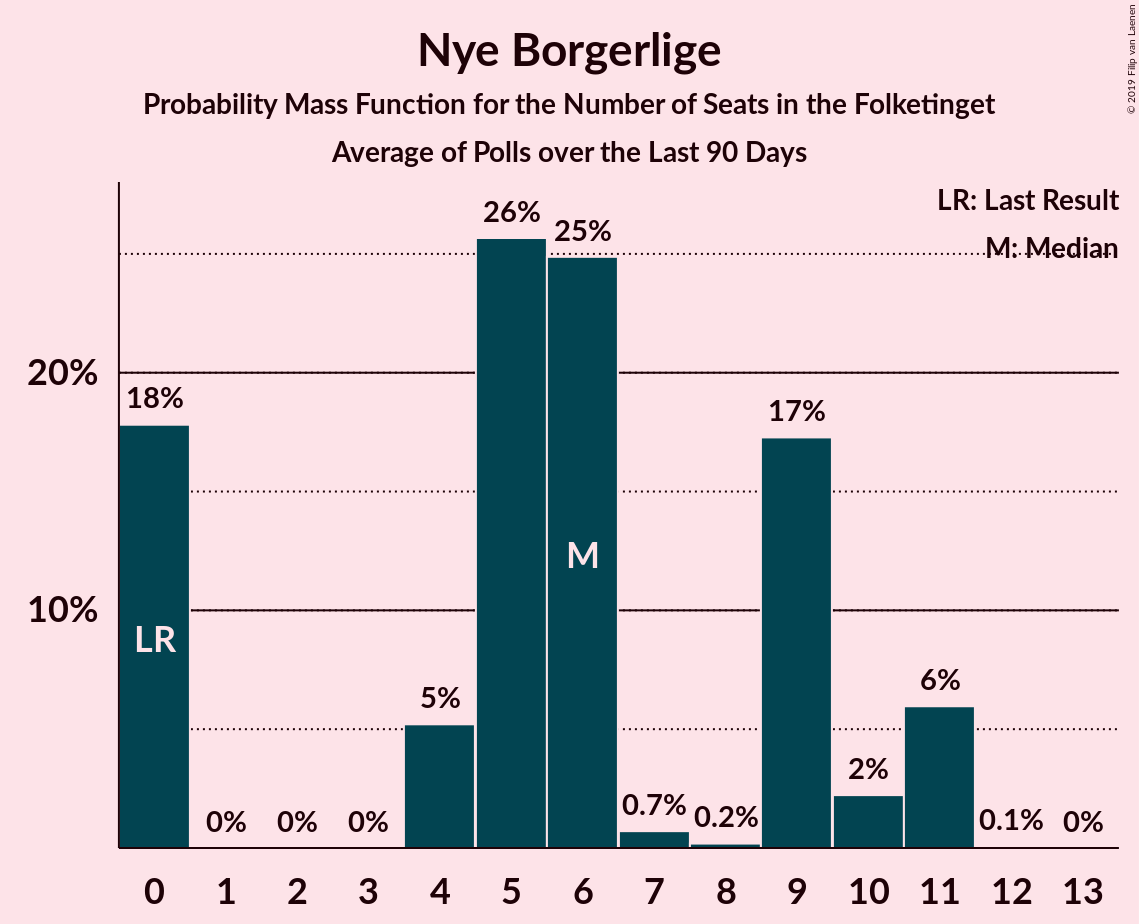 Nye Borgerlige
Probability Mass Function for the Number of Seats in the Folketinget
Average of Polls over the Last 90 Days
© 2019 Filip van Laenen
LR: Last Result
M: Median
26%
25%
20%
18%
17%
M
10%
LR
6%
5%
2%
0.7%
0.2%
0%
0%
0%
0.1%
0%
0 1 2 3 4 5 6 7 8 9 10 11 12 13